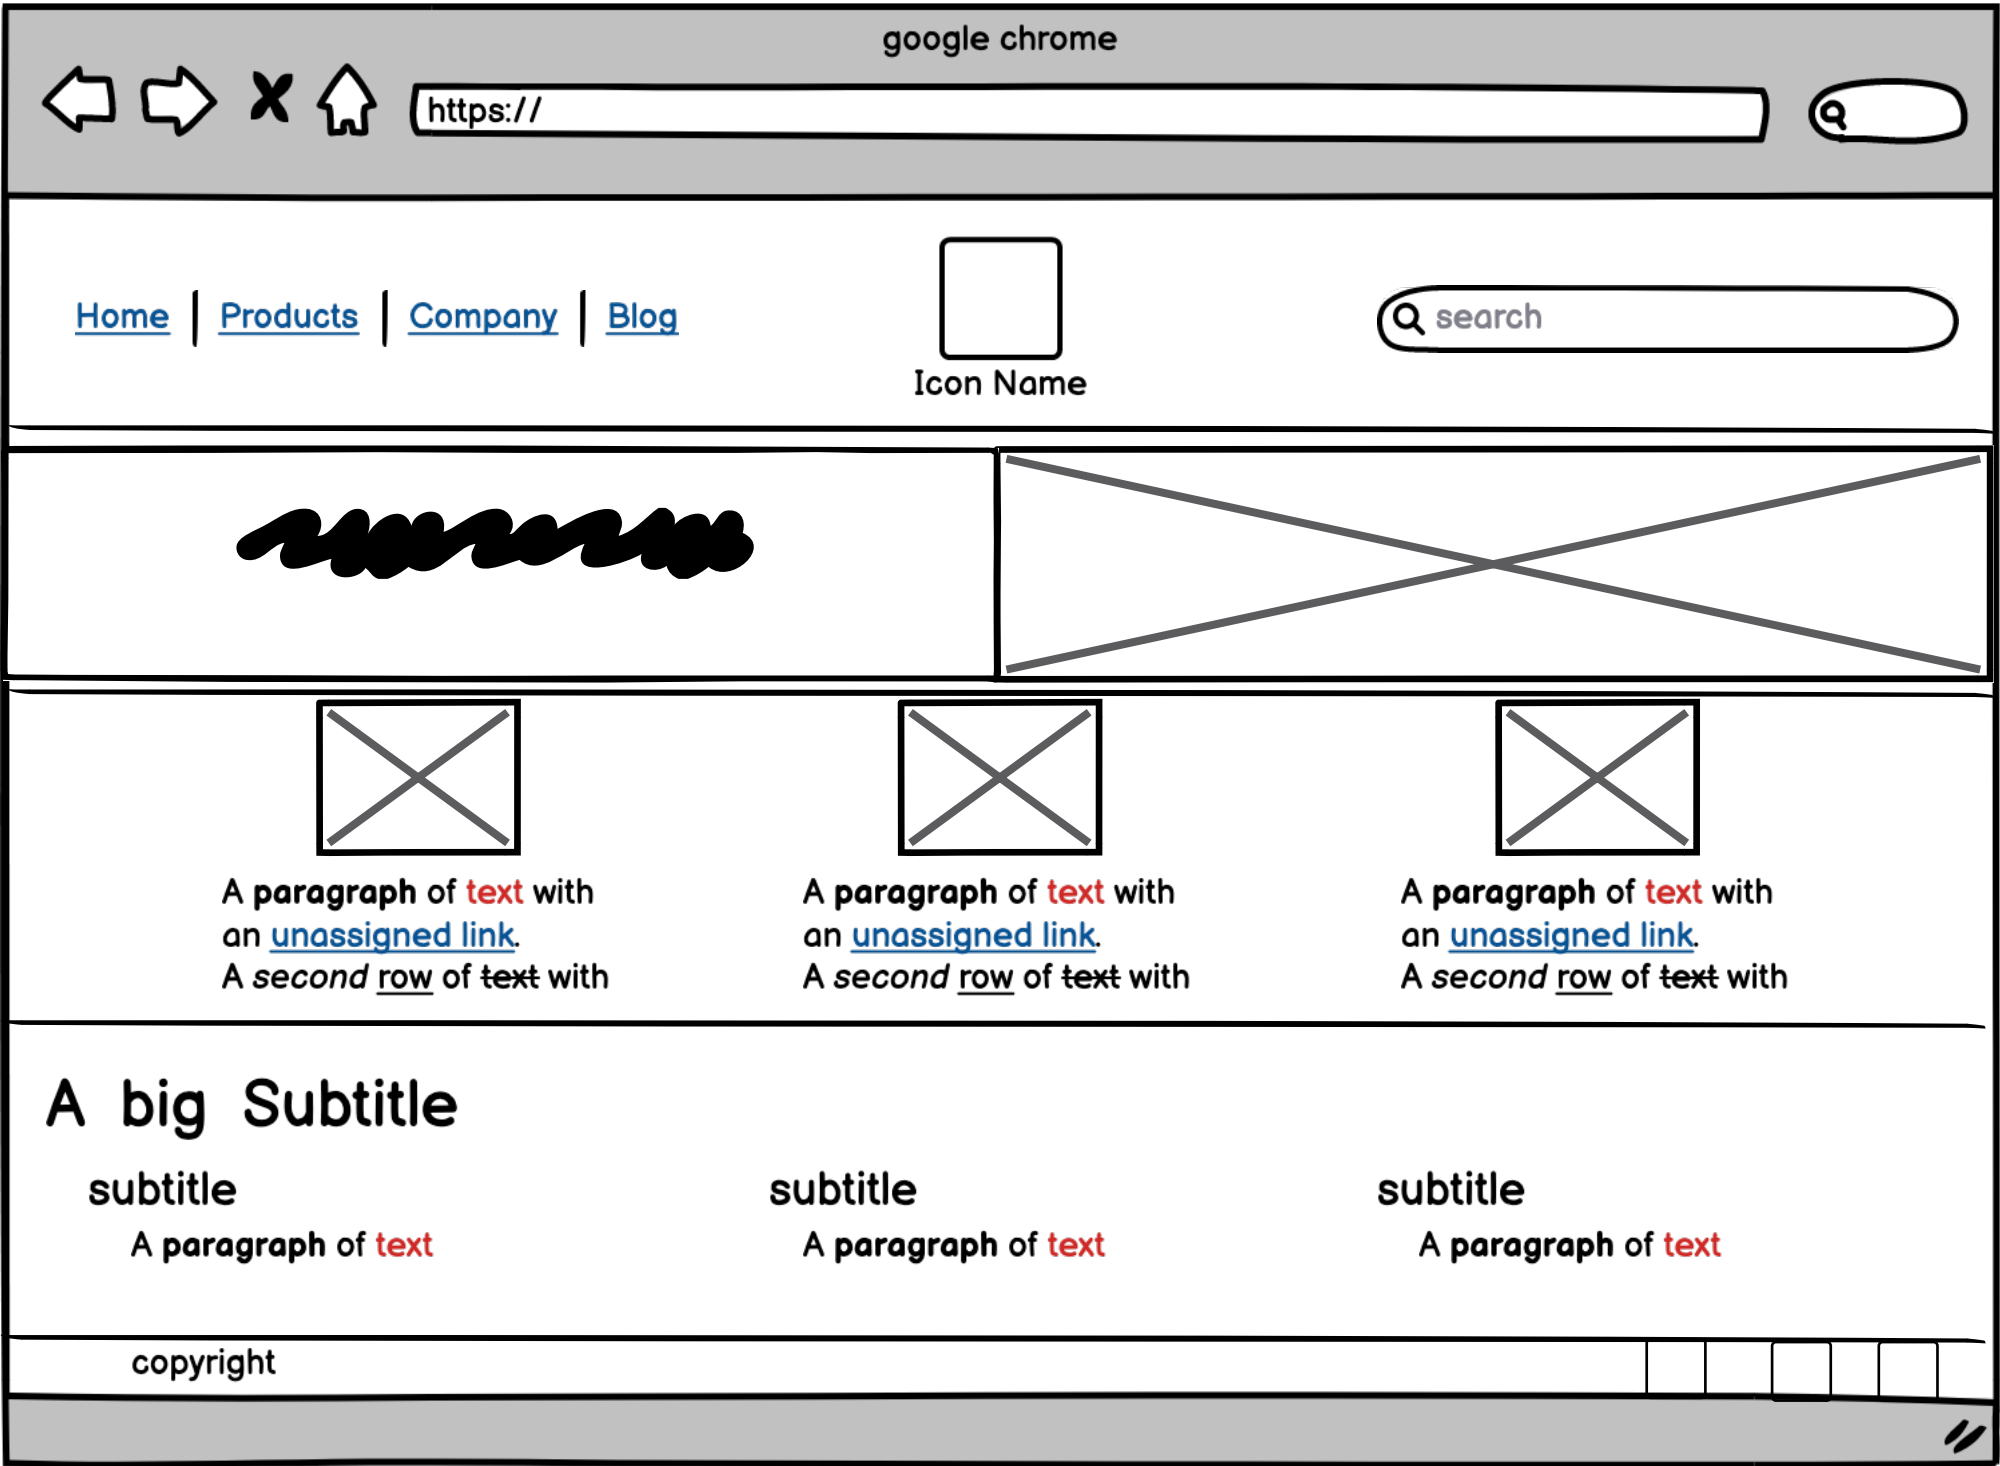 google chrome
https://
Home Products Company Blog
search
Icon Name
A paragraph of text with
an unassigned link.
A second row of text with
A paragraph of text with
an unassigned link.
A second row of text with
A paragraph of text with
an unassigned link.
A second row of text with
A big Subtitle
subtitle
A paragraph of text
subtitle
A paragraph of text
subtitle
A paragraph of text
copyright